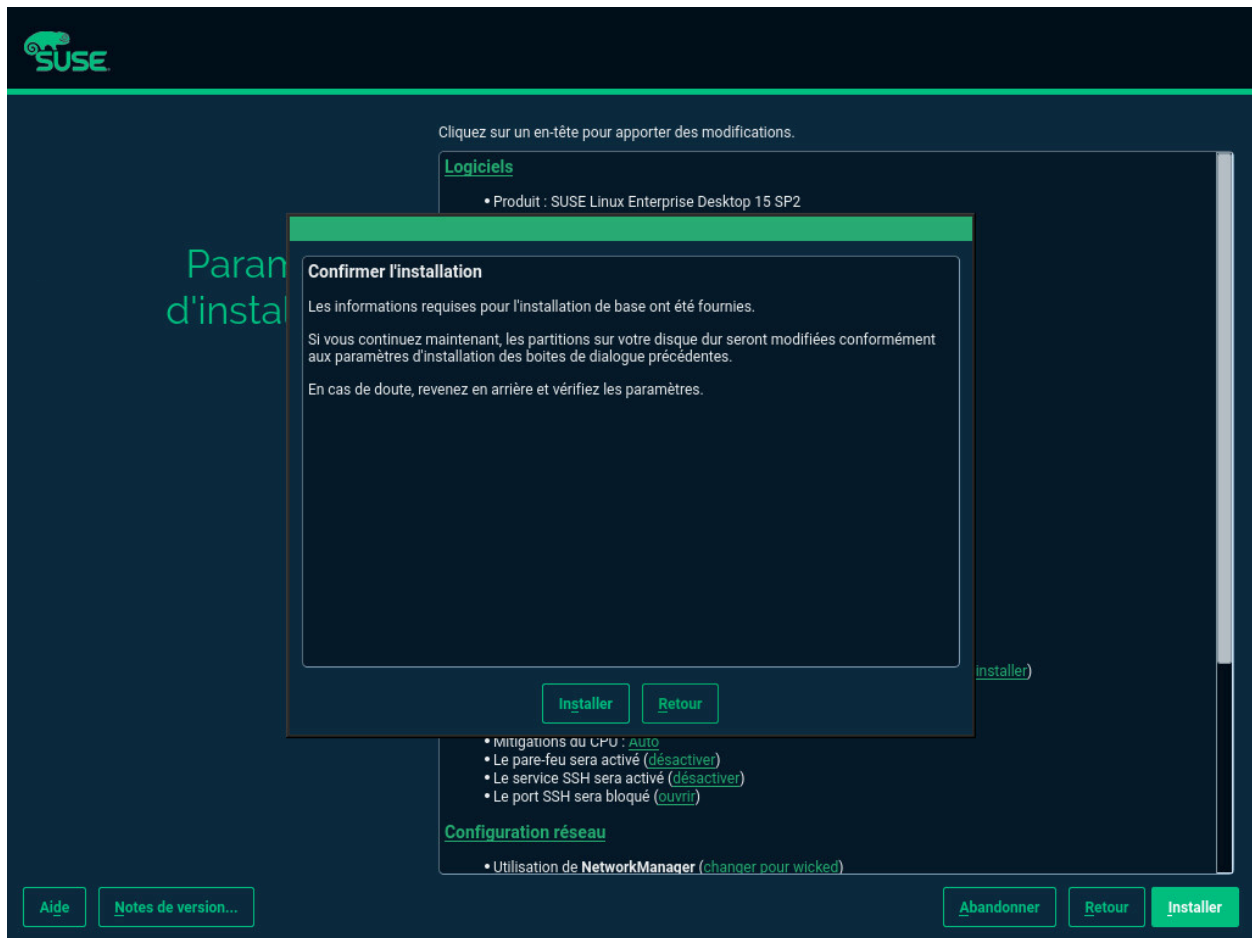 SUSE
Cliquez sur un en-tête pour apporter des modifications.
Logiciels
• Produit : SUSE Linux Enterprise Desktop 15 SP2
Confirmer l'installation
Les informations requises pour l'installation de base ont été fournies.
Si vous continuez maintenant, les partitions sur votre disque dur seront modifiées conformément
aux paramètres d'installation des boites de dialogue précédentes.
En cas de doute, revenez en arrière et vérifiez les paramètres.
Installer
Retour
installer)
• Mitigations du CPU : Auto
• Le pare-feu sera activé (désactiver)
• Le service SSH sera activé (désactiver)
• Le port SSH sera bloqué (ouvrir)
Configuration réseau
• Utilisation de NetworkManager (changer pour wicked)
Aide
Notes de version...
Abandonner
Retour
Installer